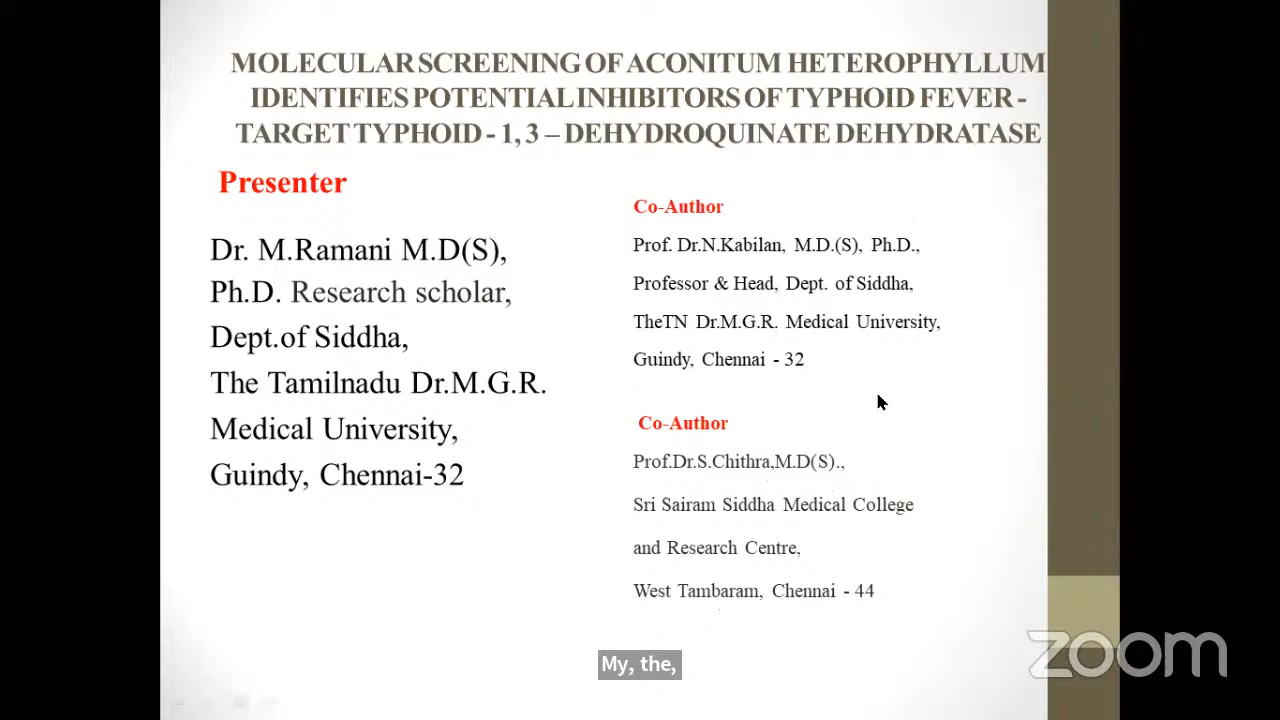 MOLECULAR SCREENING OF ACONITUM HETEROPHYLLUM
IDENTIFIES POTENTIAL INHIBITORS OF TYPHOID FEVER -
TARGET TYPHOID - 1, 3 – DEHYDROQUINATE DEHYDRATASE
Presenter
Dr. M.Ramani M.D(S),
Ph.D. Research scholar,
Dept.of Siddha,
The Tamilnadu Dr.M.G.R.
Medical University,
Guindy, Chennai-32
Co-Author
Prof. Dr.N.Kabilan, M.D.(S), Ph.D.,
Professor & Head, Dept. of Siddha,
TheTN Dr.M.G.R. Medical University,
Guindy, Chennai - 32
Co-Author
Prof.Dr.S.Chithra,M.D(S).,
Sri Sairam Siddha Medical College
and Research Centre,
West Tambaram, Chennai - 44
My, the,
zoom